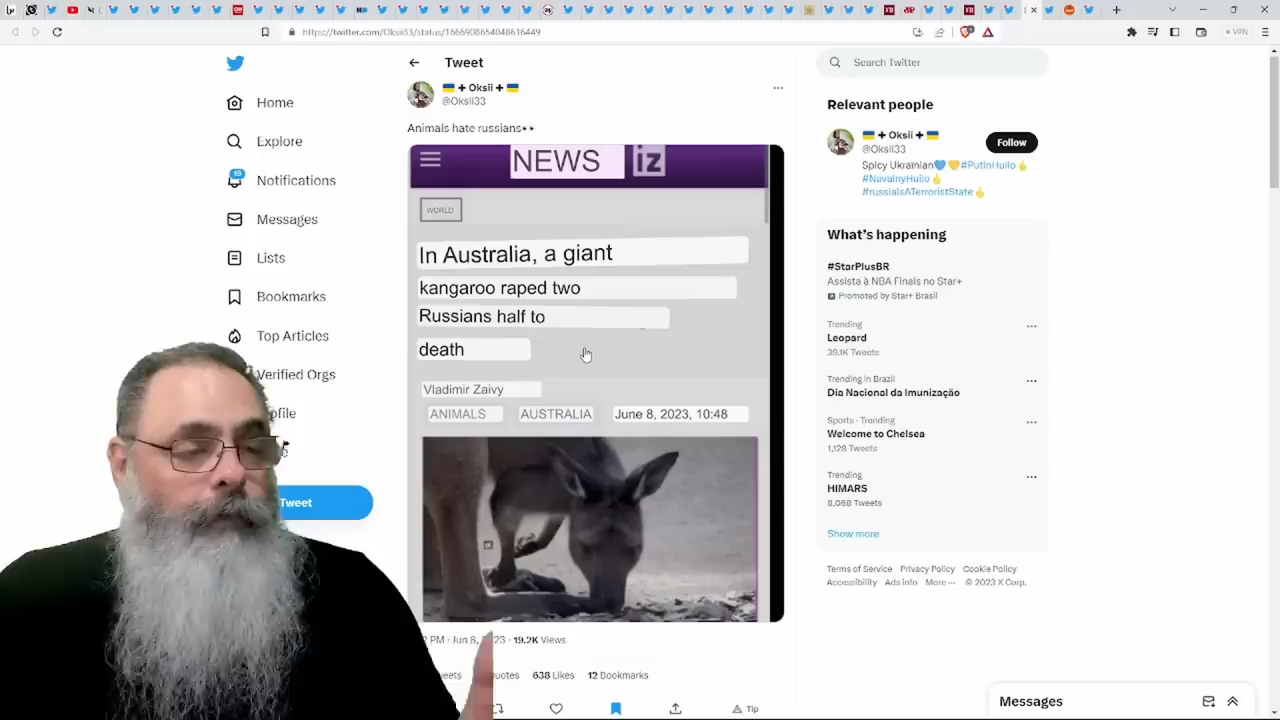 https://twitter.com/Oksii33/status/1666908654048616449
VPN
Home
Explore
19
Notifications
Messages
Lists
Bookmarks
Top Articles
Verified Orgs
Tweet
Tweet
Oksii
@Oksii33
Animals hate russians
NEWS iz
WORLD
In Australia, a giant
kangaroo raped two
Russians half to
death
Vladimir Zaivy
ANIMALS AUSTRALIA June 8, 2023, 10:48
19.2K Views
638 Likes 12 Bookmarks
Tip
Search Twitter
Relevant people
Oksii
@Oksii33
Follow
Spicy Ukrainian #PutinHuilo
#NavalnyHuilo
#russiaIsATerroristState
What's happening
#StarPlusBR
Assista à NBA Finals no Star+
Promoted by Star+ Brasil
Trending
Leopard
39.1K Tweets
Trending in Brazil
Dia Nacional da Imunização
Sports · Trending
Welcome to Chelsea
1,128 Tweets
Trending
HIMARS
8,068 Tweets
Show more
Terms of Service Privacy Policy Cookie Policy
Accessibility Ads info More ··· © 2023 X Corp.
Messages